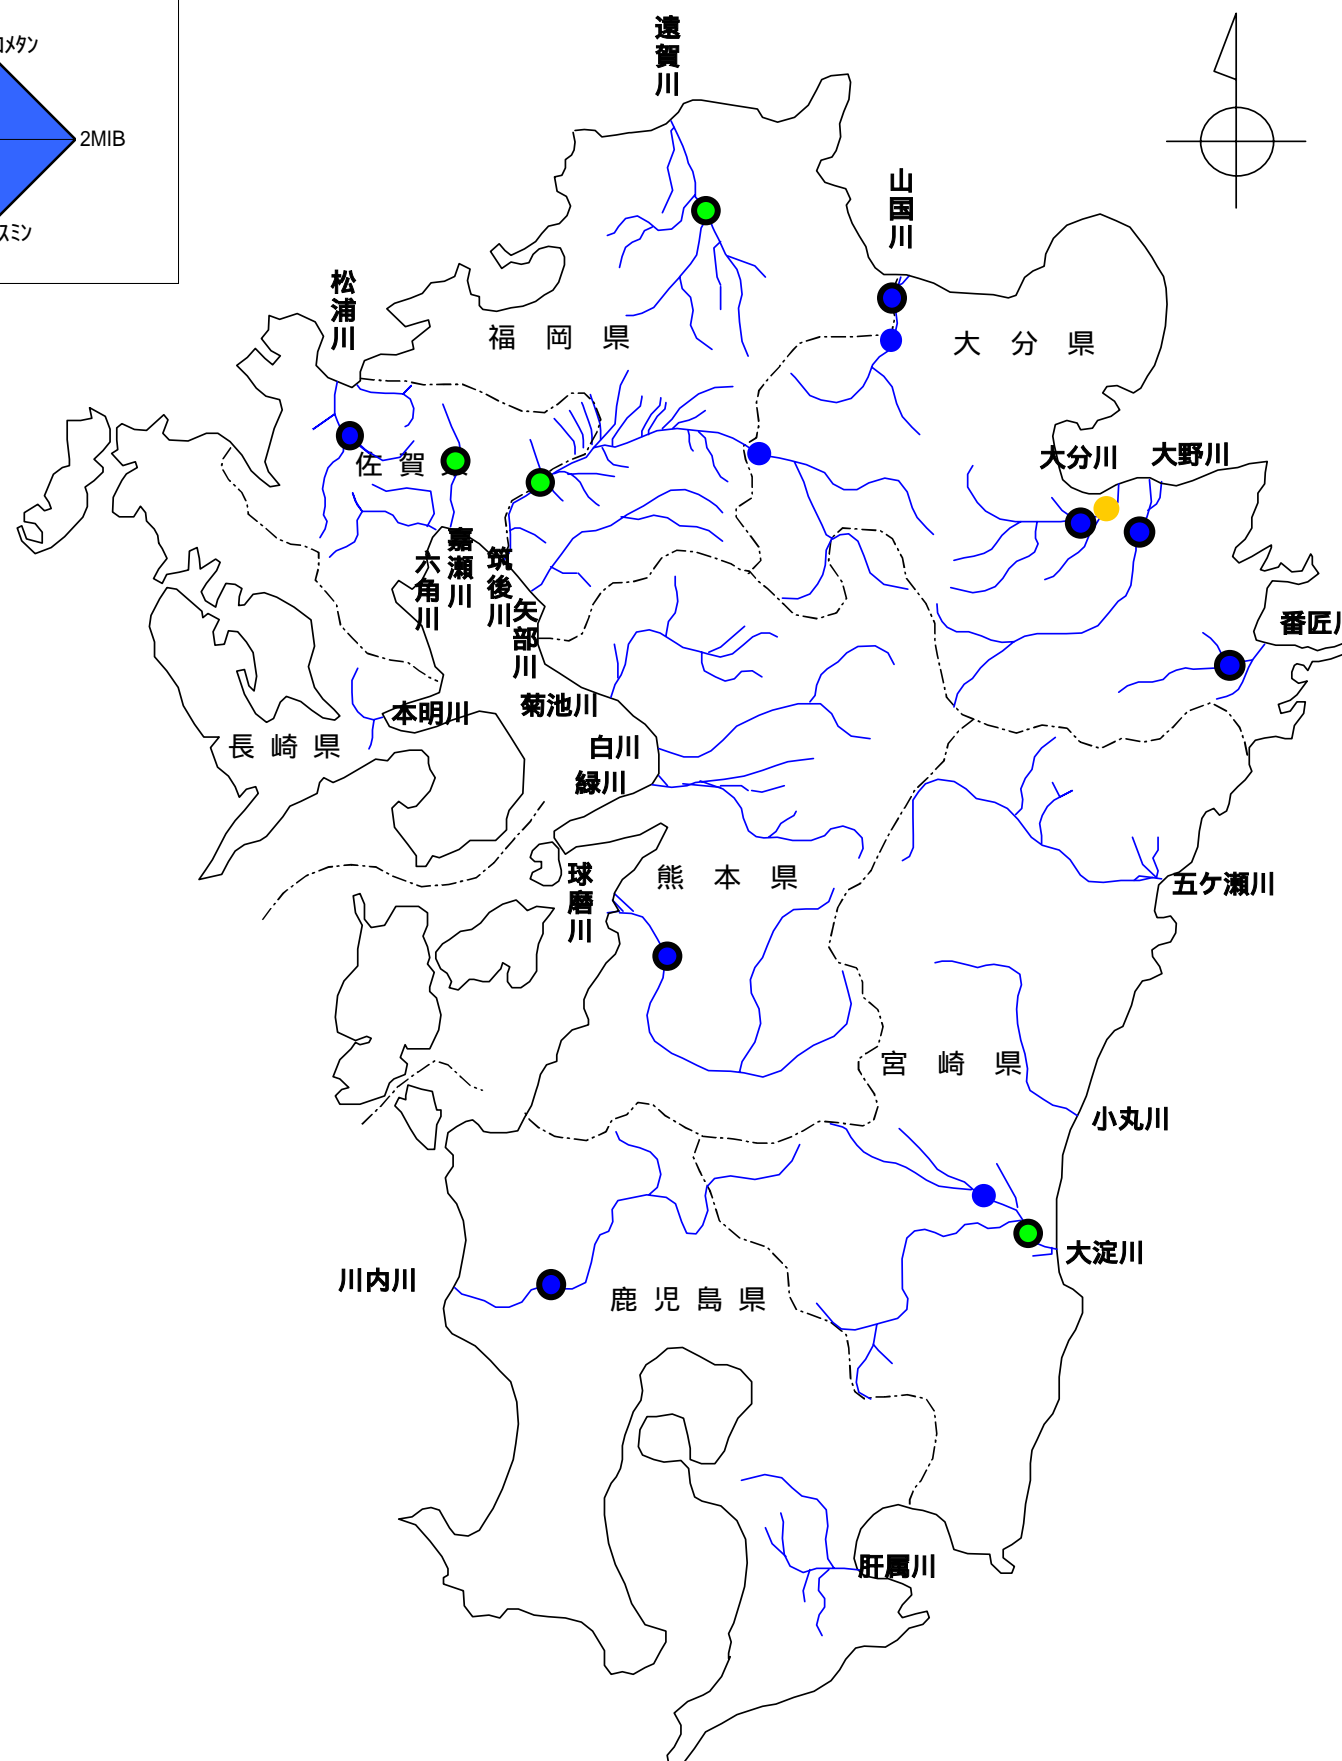 ロメタン
2MIB
スミン
遠賀川
山国川
松浦川
福岡県
大分県
佐賀
大分川
大野川
嘉瀬川
六角川
筑後川
矢部川
番匠川
菊池川
本明川
長崎県
白川
緑川
球磨川
熊本県
五ケ瀬川
宮崎県
小丸川
大淀川
川内川
鹿児島県
肝属川